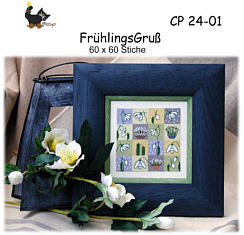 CP 24-01
FrühlingsGruß
60 x 60 Stiche